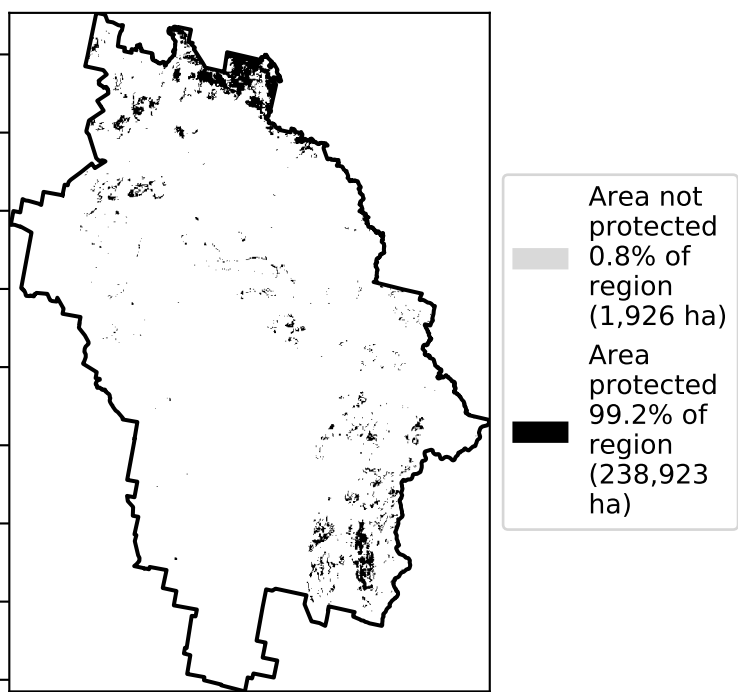 Area not
protected
0.8% of
region
(1,926 ha)
Area
protected
99.2% of
region
(238,923
ha)